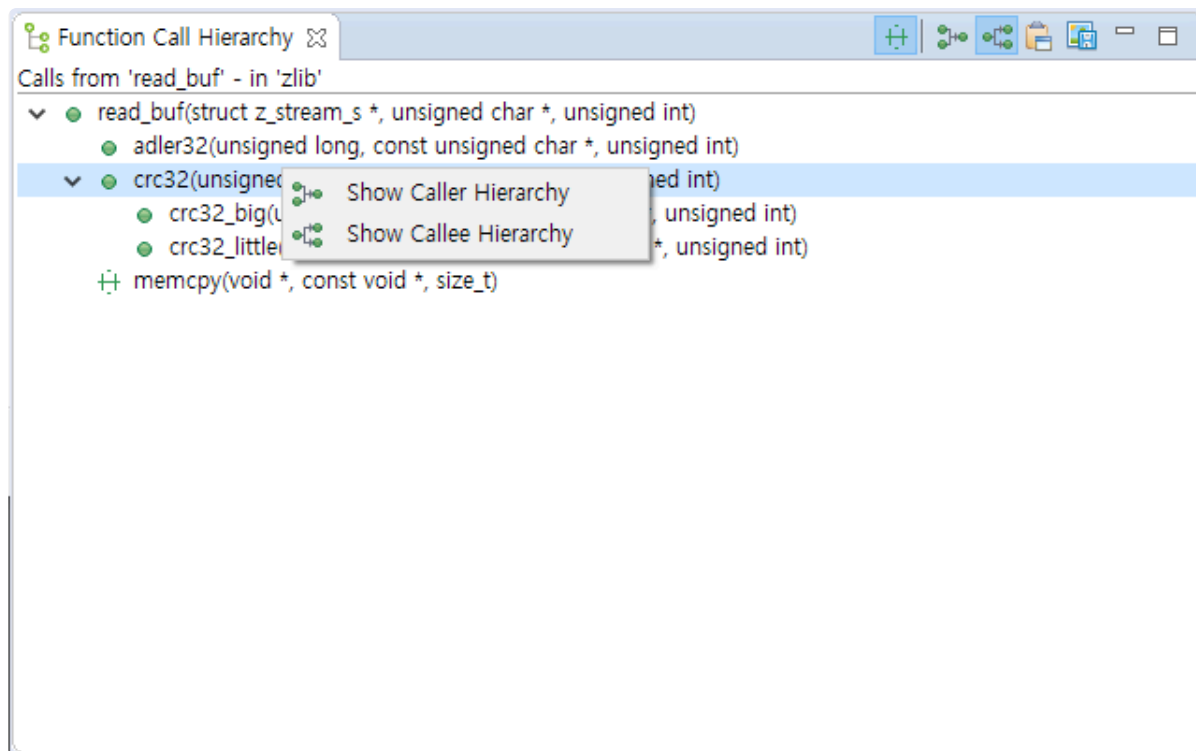 Function Call Hierarchy
Calls from 'read_buf' - in 'zlib'
read_buf(struct z_stream_s *, unsigned char *, unsigned int)
adler32(unsigned long, const unsigned char *, unsigned int)
crc32(unsigned ned int)
Show Caller Hierarchy
crc32_big(u , unsigned int)
Show Callee Hierarchy
crc32_little( *, unsigned int)
memcpy(void *, const void *, size_t)